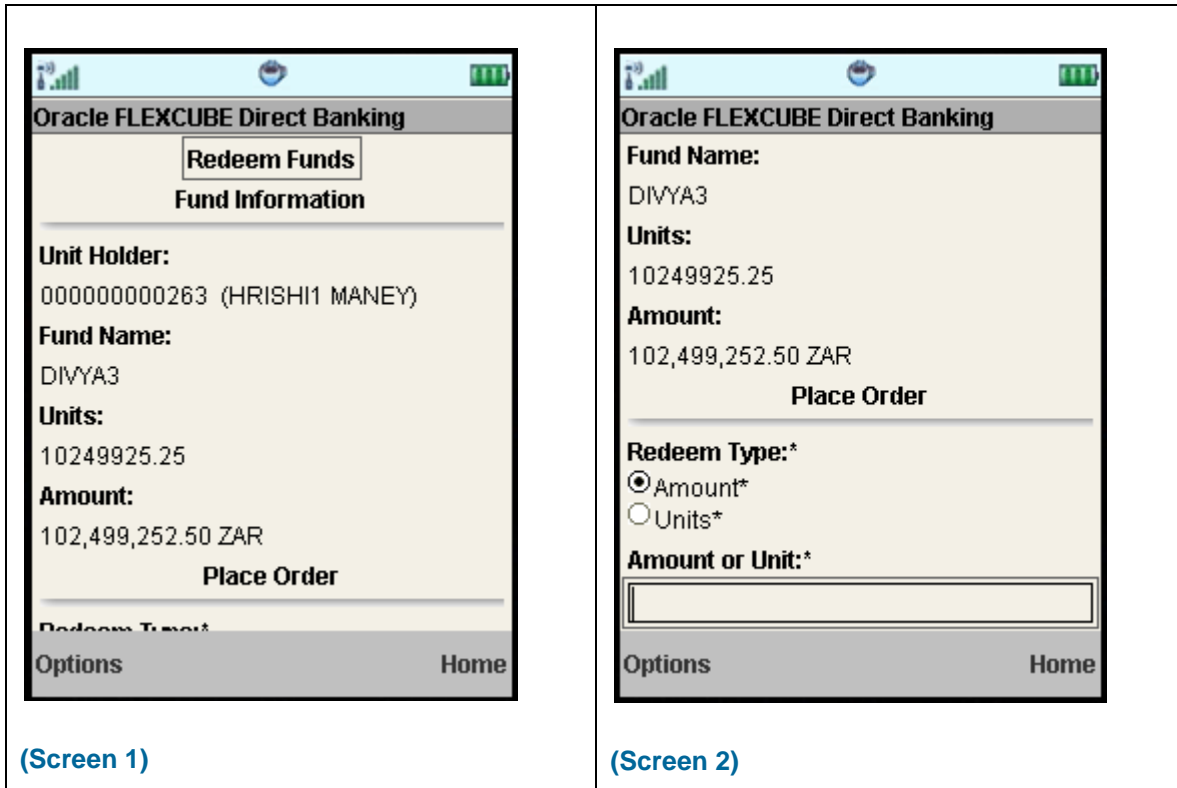 Oracle FLEXCUBE Direct Banking
Redeem Funds
Fund Information
Unit Holder:
000000000263 (HRISHI1 MANEY)
Fund Name:
DIVYA3
Units:
10249925.25
Amount:
102,499,252.50 ZAR
Place Order
Redeem Type:*
Options Home
(Screen 1)
Oracle FLEXCUBE Direct Banking
Fund Name:
DIVYA3
Units:
10249925.25
Amount:
102,499,252.50 ZAR
Place Order
Redeem Type:*
Amount*
Units*
Amount or Unit:*
Options Home
(Screen 2)